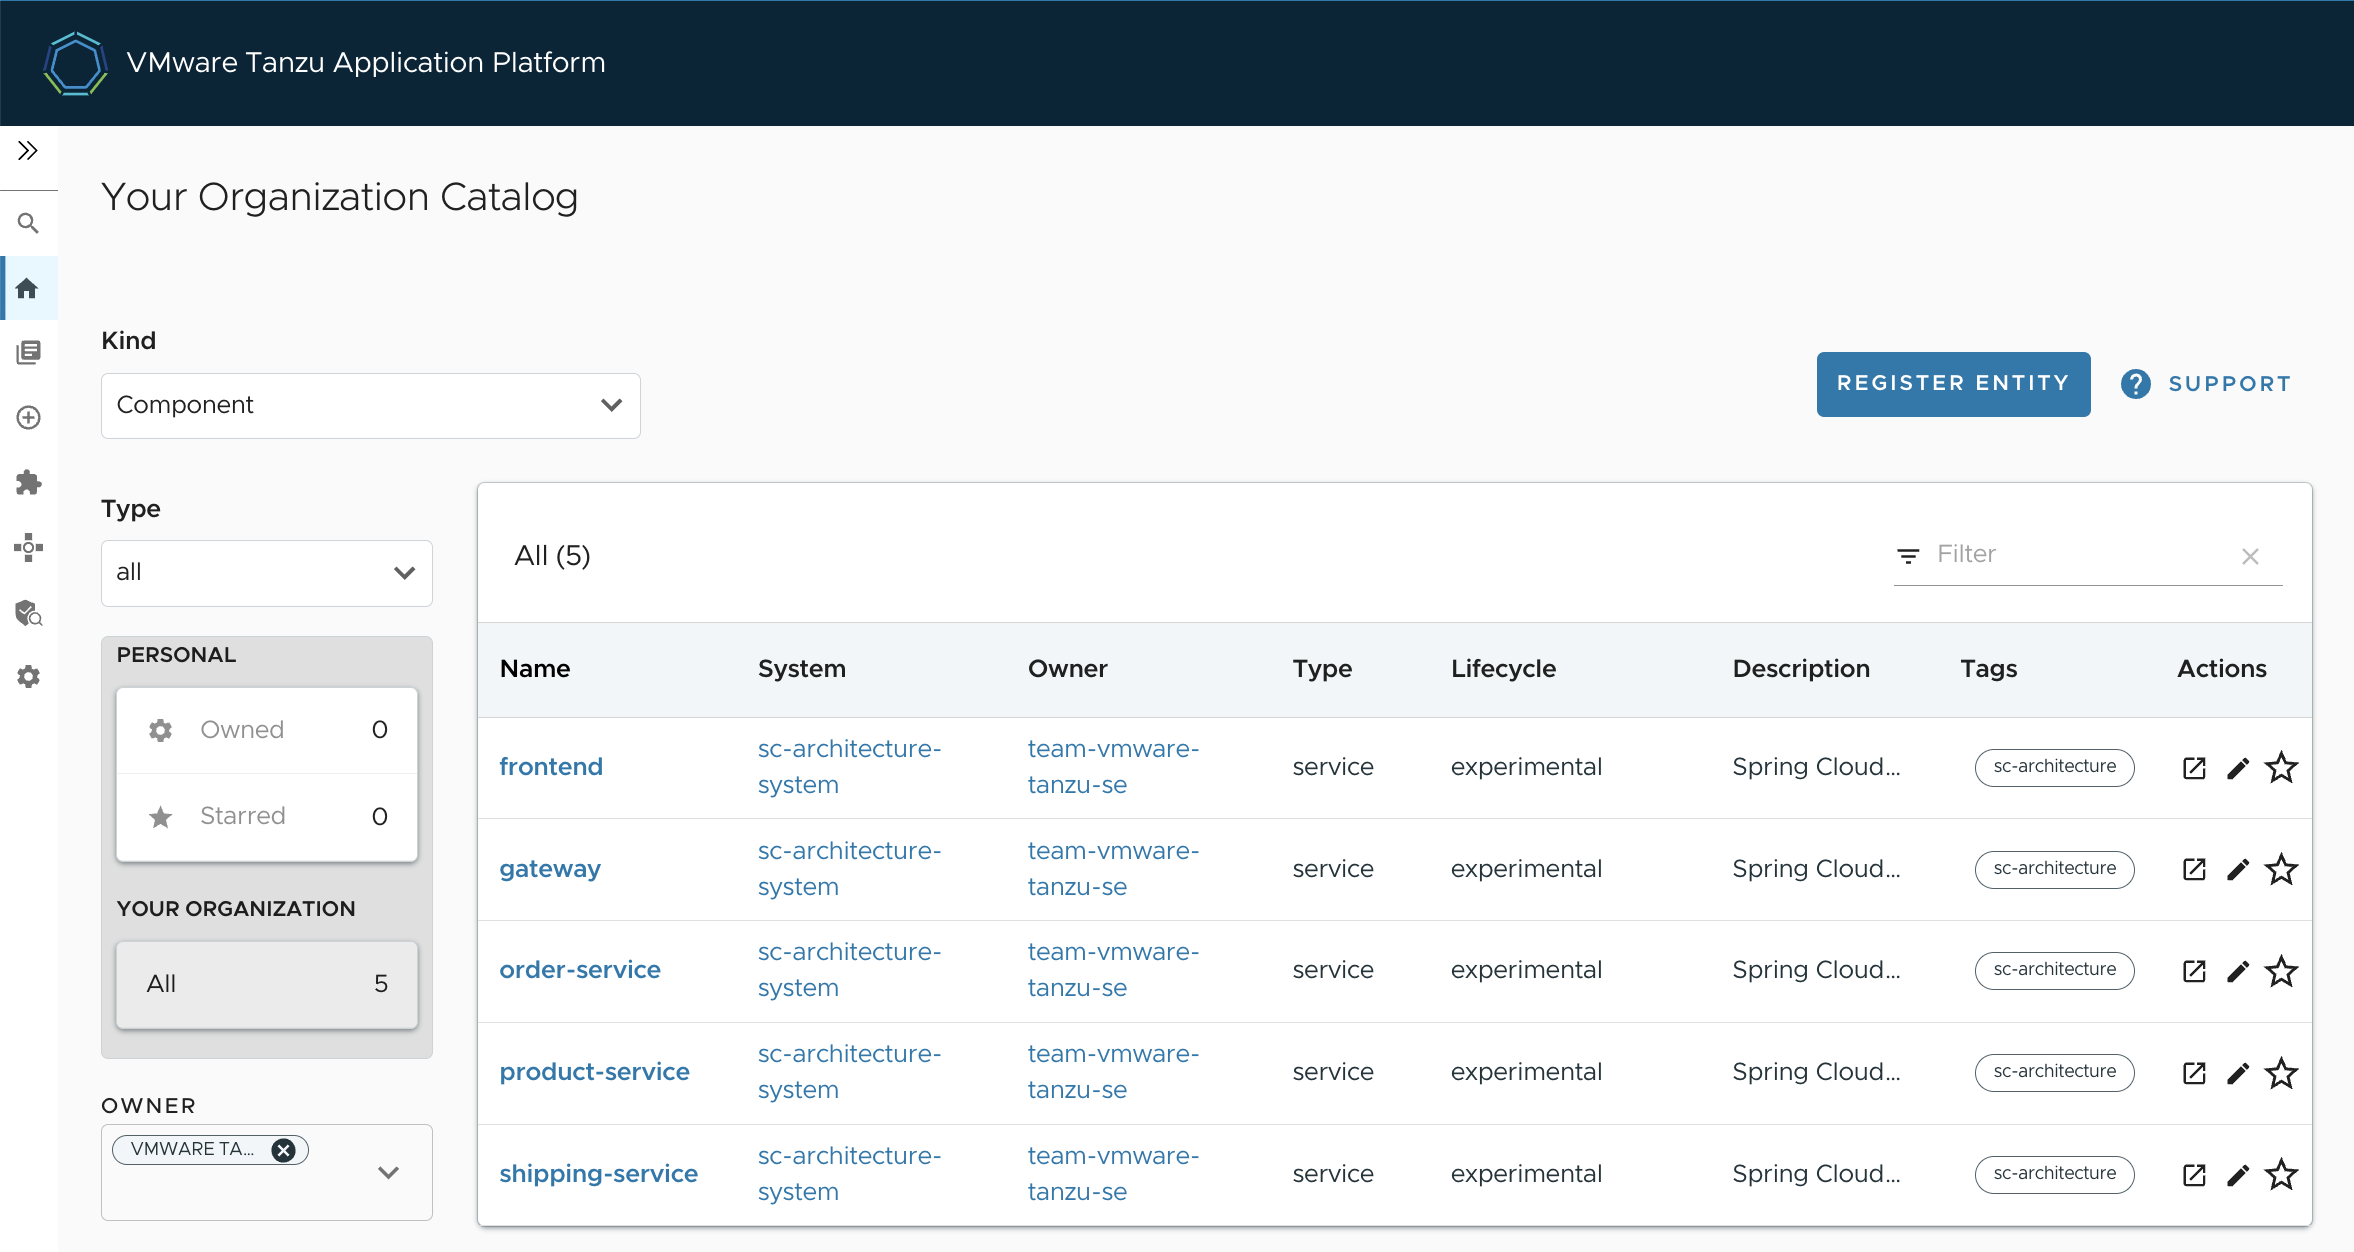 VMware Tanzu Application Platform
Your Organization Catalog
Kind
Component
REGISTER ENTITY
SUPPORT
Type
all
PERSONAL
Owned 0
Starred 0
YOUR ORGANIZATION
All 5
OWNER
VMWARE TA...
All (5)
Filter
Name System Owner Type Lifecycle Description Tags Actions
frontend sc-architecture-system team-vmware-tanzu-se service experimental Spring Cloud... sc-architecture
gateway sc-architecture-system team-vmware-tanzu-se service experimental Spring Cloud... sc-architecture
order-service sc-architecture-system team-vmware-tanzu-se service experimental Spring Cloud... sc-architecture
product-service sc-architecture-system team-vmware-tanzu-se service experimental Spring Cloud... sc-architecture
shipping-service sc-architecture-system team-vmware-tanzu-se service experimental Spring Cloud... sc-architecture